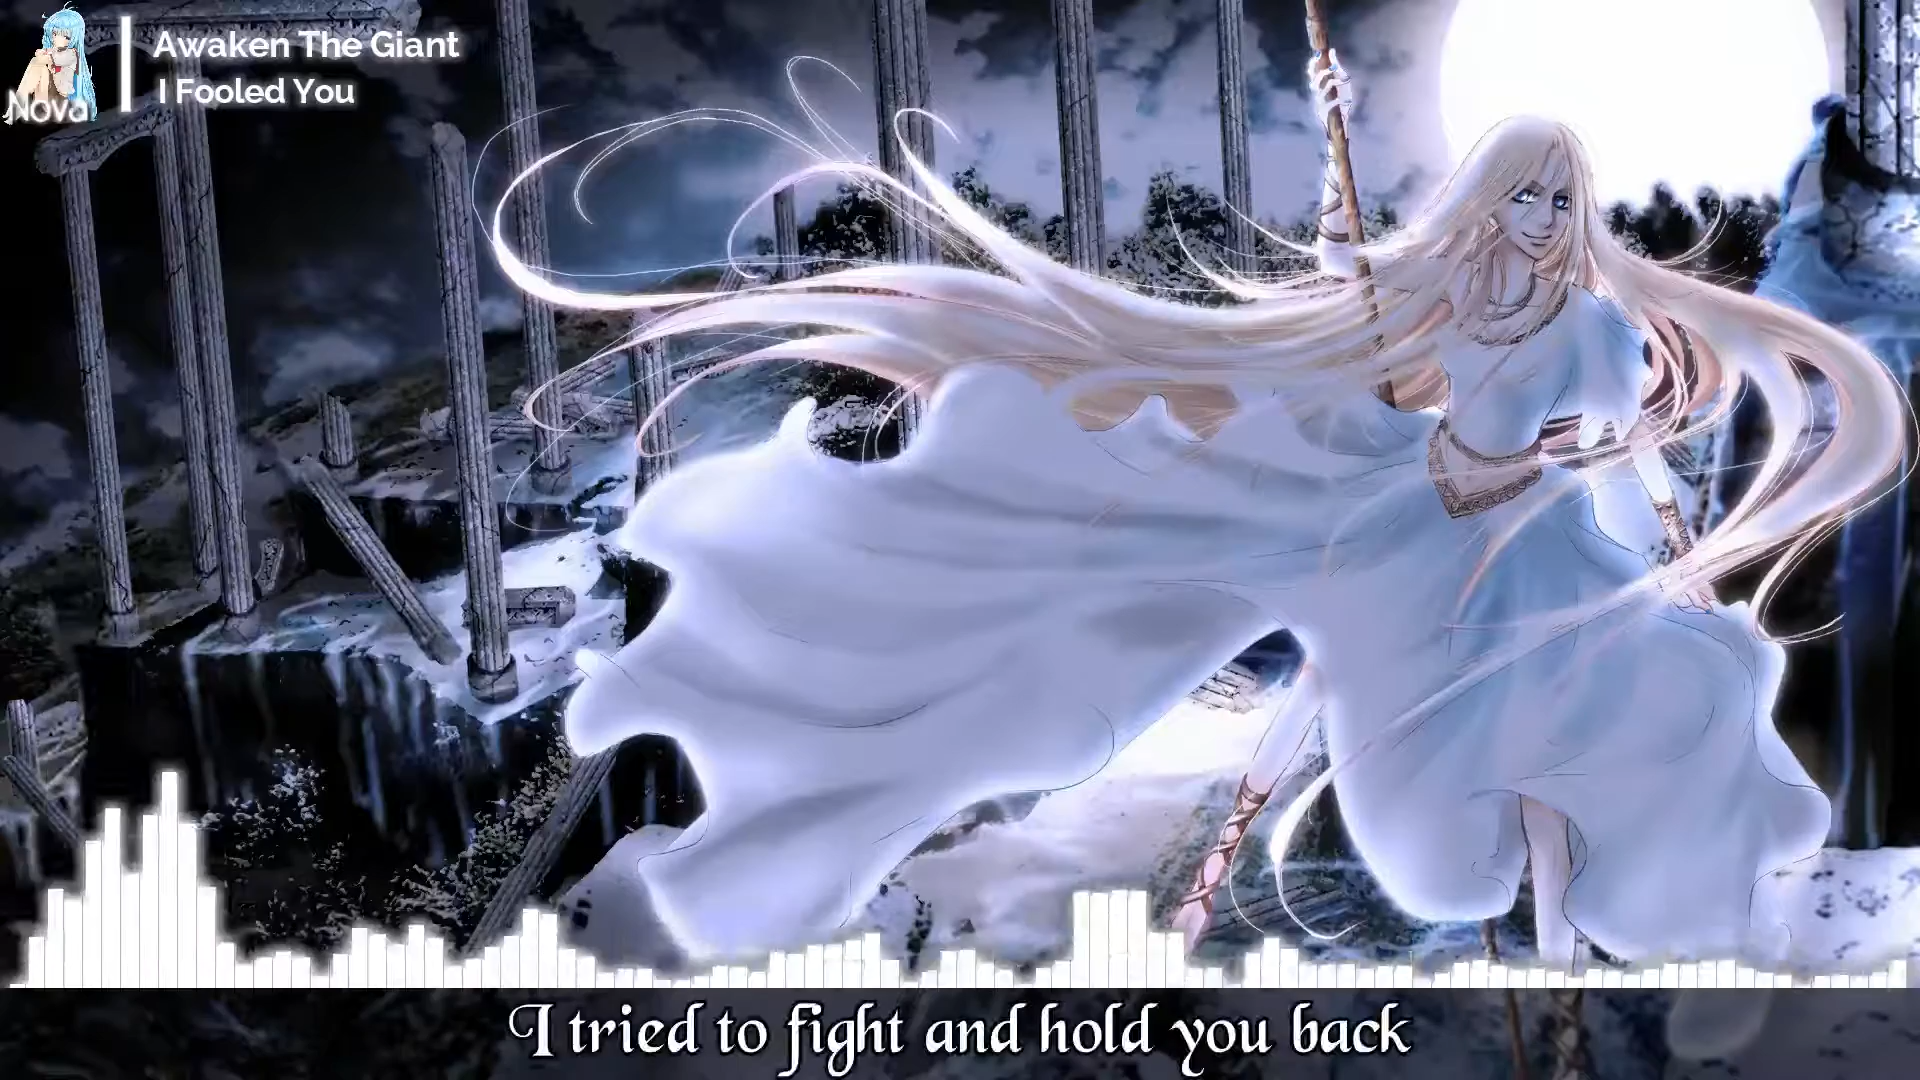 Awaken The Giant
I Fooled You
Nova
I tried to fight and hold you back